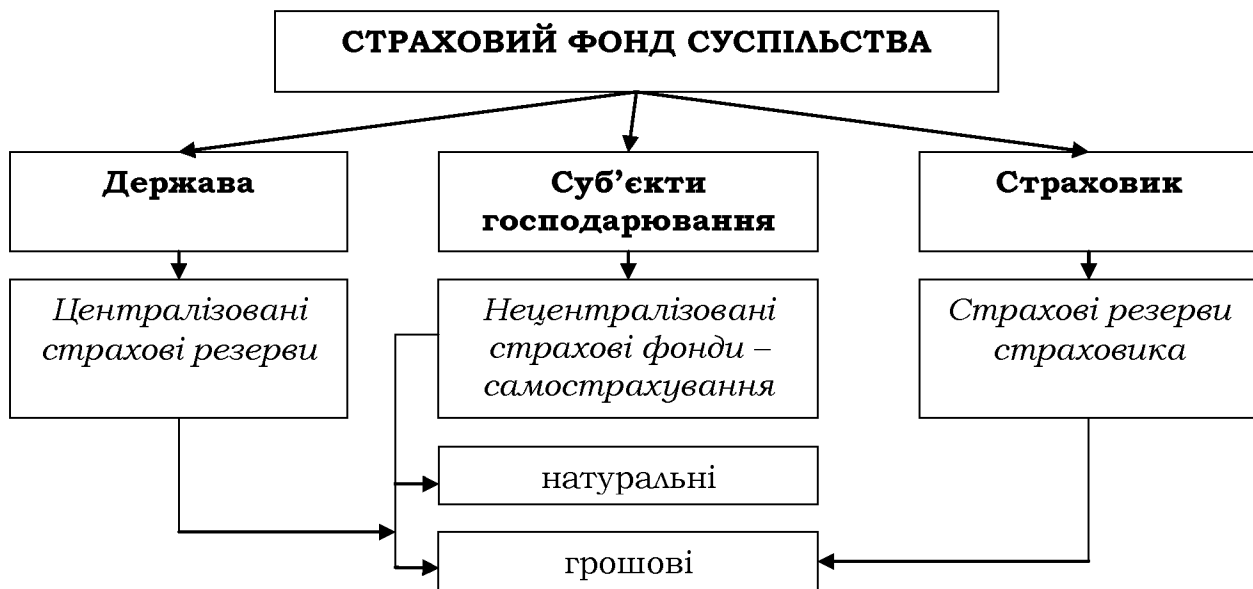 СТРАХОВИЙ ФОНД СУСПІЛЬСТВА
Держава
Суб’єкти
господарювання
Страховик
Централізовані
страхові резерви
Нецентралізовані
страхові фонди –
самострахування
Страхові резерви
страховика
натуральні
грошові